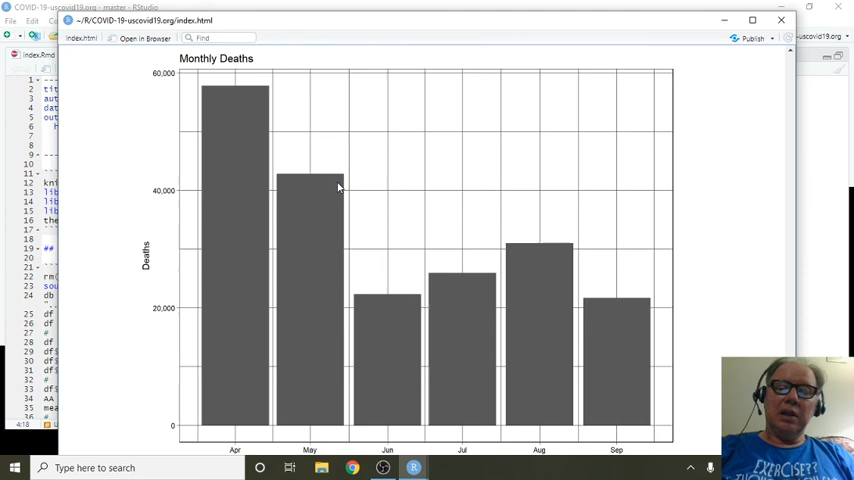 COVID-19-uscovid19.org - master - RStudio
File Edit
~/R/COVID-19-uscovid19.org/index.html
index.html Open in Browser Find Publish
-uscovid19.org
index.Rmd
Monthly Deaths
60,000
40,000
20,000
0
Deaths
Apr May Jun Jul Aug Sep
1 ---
2 tit
3 aut
4 dat
5 out
6 h
7
8
9 ---
10
11
12 kni
13 lib
14 lib
15 lib
16 the
17 ```
18
19 ##
20
21 ```
22 rm(
23 sou
24 db
25 df
26 df
27 #
28 df
29 df$
30 df$
31 df$
32 #
33 df$
34 AA
35 mea
36 #
4:18
EXERCISE??
Type here to search